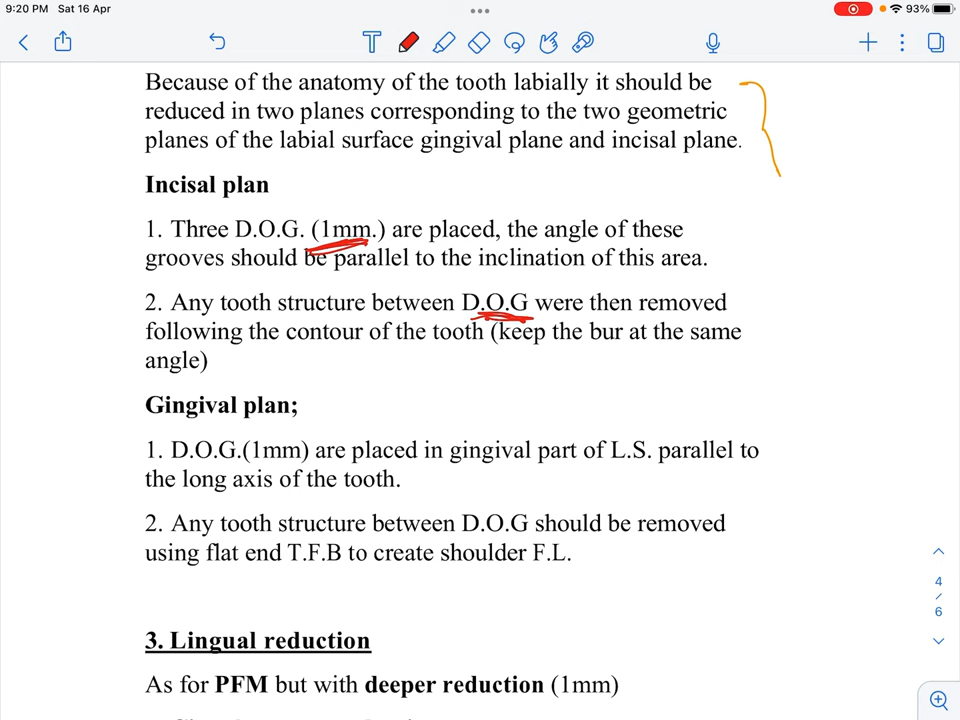 9:20 PM Sat 16 Apr
93%
T
Because of the anatomy of the tooth labially it should be
reduced in two planes corresponding to the two geometric
planes of the labial surface gingival plane and incisal plane.
Incisal plan
1. Three D.O.G. (1mm.) are placed, the angle of these
grooves should be parallel to the inclination of this area.
2. Any tooth structure between D.O.G were then removed
following the contour of the tooth (keep the bur at the same
angle)
Gingival plan;
1. D.O.G.(1mm) are placed in gingival part of L.S. parallel to
the long axis of the tooth.
2. Any tooth structure between D.O.G should be removed
using flat end T.F.B to create shoulder F.L.
4
/
6
3. Lingual reduction
As for PFM but with deeper reduction (1mm)